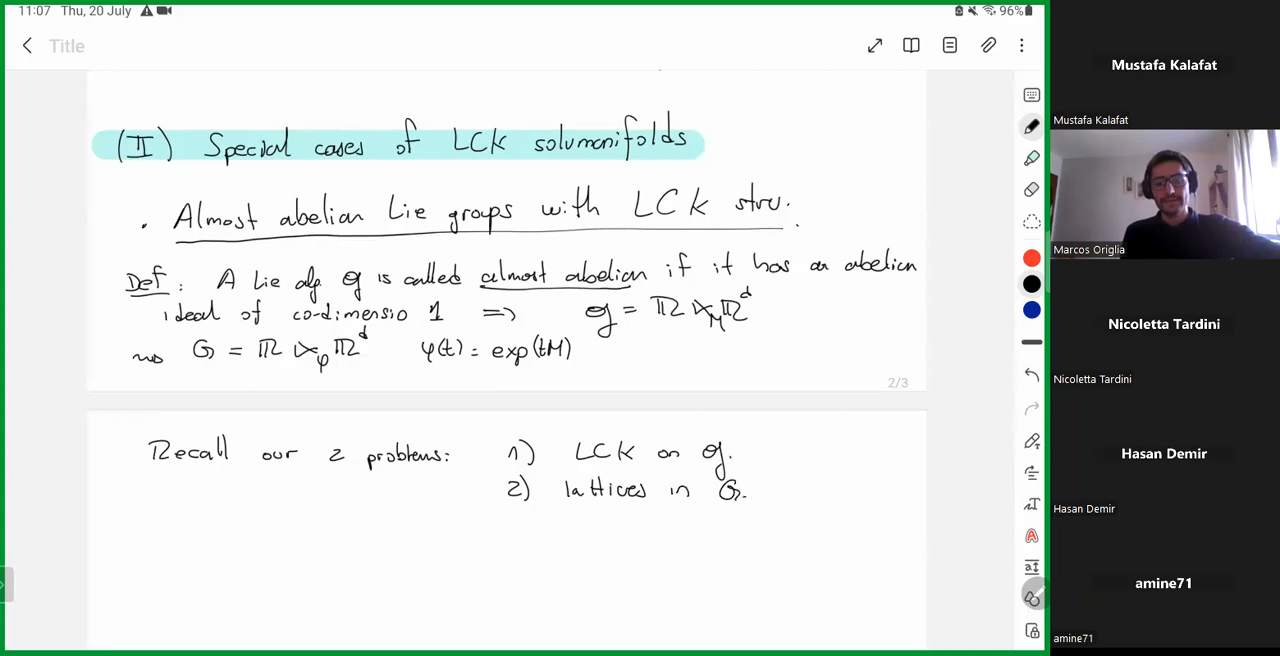 11:07 Thu, 20 July
96%
Title
(II) Special cases of LCK solvmanifolds
. Almost abelian Lie groups with LCK stru.
Def: A Lie alg 𝔤 is called almost abelian if it has an abelian
ideal of co-dimensio 1 ⟹ 𝔤 = ℝ ⋉_M ℝ^d
⇝ G = ℝ ⋉_φ ℝ^d φ(t) = exp(tM)
2/3
Recall our 2 problems: 1) LCK on 𝔤.
2) lattices in G.
Mustafa Kalafat
Mustafa Kalafat
Marcos Origlia
Nicoletta Tardini
Nicoletta Tardini
Hasan Demir
Hasan Demir
amine71
amine71